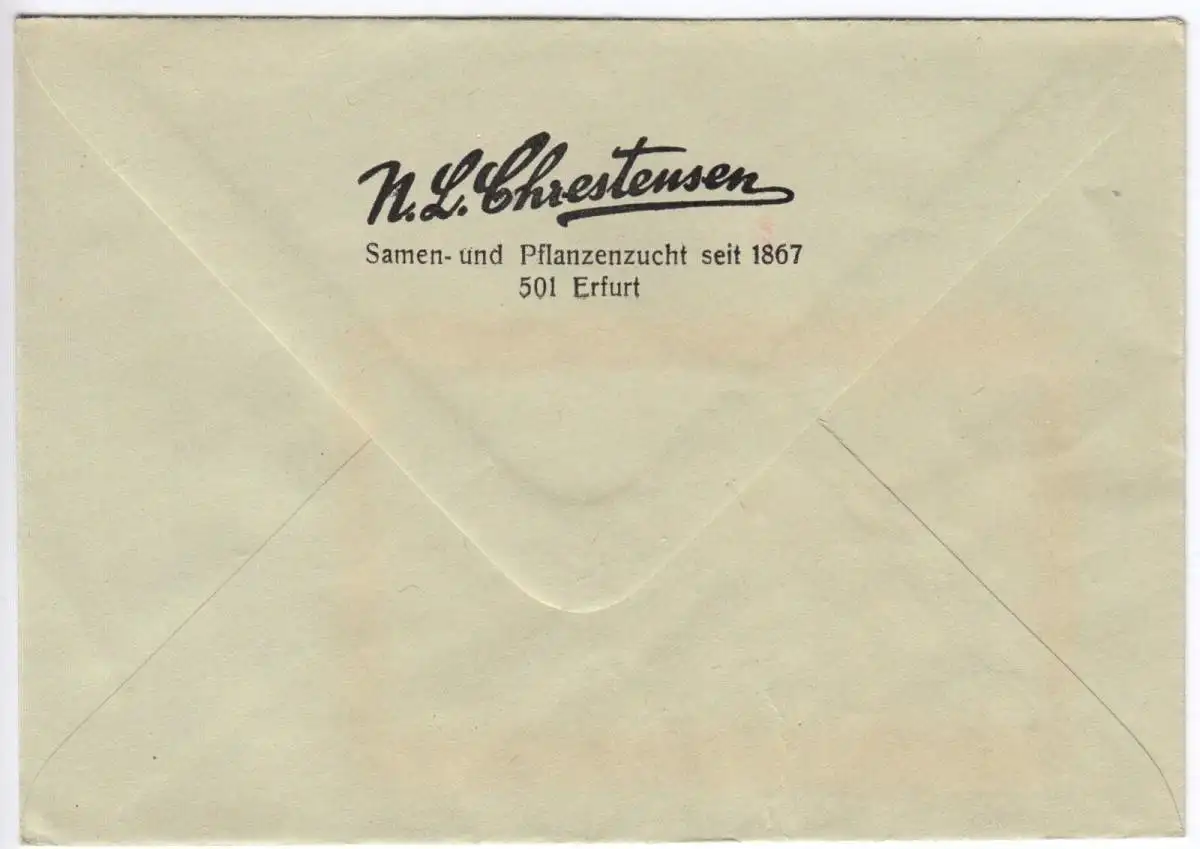 N.L. Chrestensen
Samen- und Pflanzenzucht seit 1867
501 Erfurt